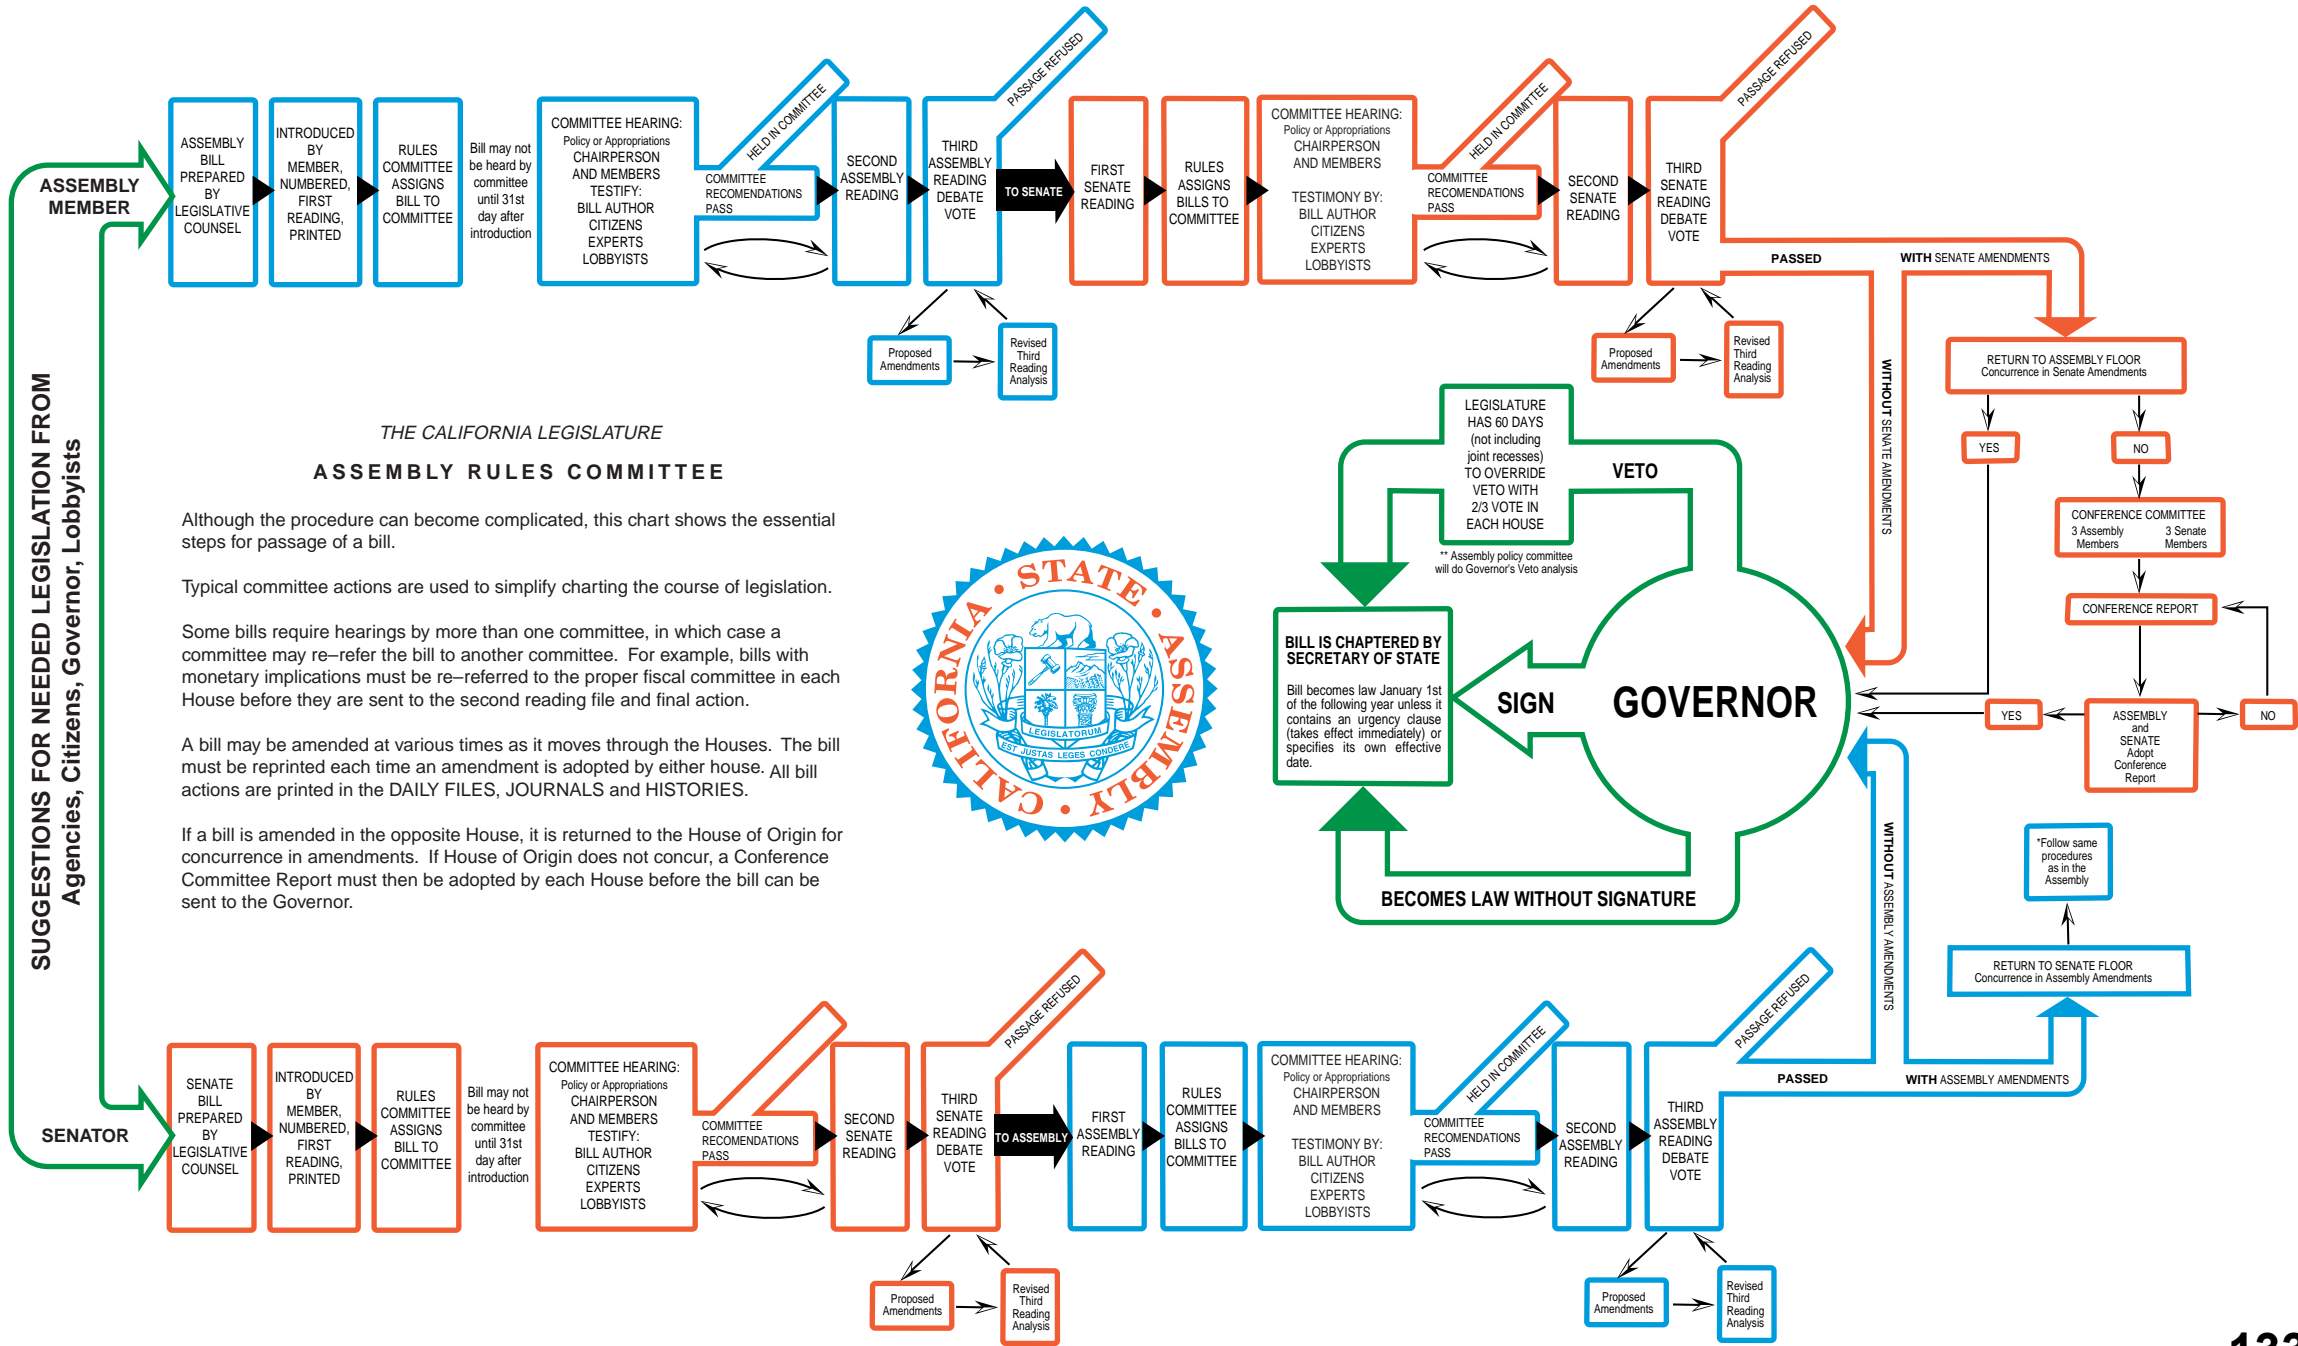 SUGGESTIONS FOR NEEDED LEGISLATION FROM
Agencies, Citizens, Governor, Lobbyists
ASSEMBLY
MEMBER
ASSEMBLY
BILL
PREPARED
BY
LEGISLATIVE
COUNSEL
INTRODUCED
BY
MEMBER,
NUMBERED,
FIRST
READING,
PRINTED
RULES
COMMITTEE
ASSIGNS
BILL TO
COMMITTEE
Bill may not
be heard by
committee
until 31st
day after
introduction
COMMITTEE HEARING:
Policy or Appropriations
CHAIRPERSON
AND MEMBERS
TESTIFY:
BILL AUTHOR
CITIZENS
EXPERTS
LOBBYISTS
HELD IN COMMITTEE
COMMITTEE
RECOMENDATIONS
PASS
SECOND
ASSEMBLY
READING
THIRD
ASSEMBLY
READING
DEBATE
VOTE
PASSAGE REFUSED
Proposed
Amendments
Revised
Third
Reading
Analysis
TO SENATE
FIRST
SENATE
READING
RULES
ASSIGNS
BILLS TO
COMMITTEE
COMMITTEE HEARING:
Policy or Appropriations
CHAIRPERSON
AND MEMBERS
TESTIMONY BY:
BILL AUTHOR
CITIZENS
EXPERTS
LOBBYISTS
HELD IN COMMITTEE
COMMITTEE
RECOMENDATIONS
PASS
SECOND
SENATE
READING
THIRD
SENATE
READING
DEBATE
VOTE
PASSAGE REFUSED
Proposed
Amendments
Revised
Third
Reading
Analysis
PASSED
WITH SENATE AMENDMENTS
WITHOUT SENATE AMENDMENTS
RETURN TO ASSEMBLY FLOOR
Concurrence in Senate Amendments
YES
NO
CONFERENCE COMMITTEE
3 Assembly
Members
3 Senate
Members
CONFERENCE REPORT
YES
ASSEMBLY
and
SENATE
Adopt
Conference
Report
NO
THE CALIFORNIA LEGISLATURE
ASSEMBLY RULES COMMITTEE
Although the procedure can become complicated, this chart shows the essential
steps for passage of a bill.
Typical committee actions are used to simplify charting the course of legislation.
Some bills require hearings by more than one committee, in which case a
committee may re–refer the bill to another committee. For example, bills with
monetary implications must be re–referred to the proper fiscal committee in each
House before they are sent to the second reading file and final action.
A bill may be amended at various times as it moves through the Houses. The bill
must be reprinted each time an amendment is adopted by either house. All bill
actions are printed in the DAILY FILES, JOURNALS and HISTORIES.
If a bill is amended in the opposite House, it is returned to the House of Origin for
concurrence in amendments. If House of Origin does not concur, a Conference
Committee Report must then be adopted by each House before the bill can be
sent to the Governor.
CALIFORNIA • STATE • ASSEMBLY •
LEGISLATORUM
EST JUSTAS LEGES CONDERE
LEGISLATURE
HAS 60 DAYS
(not including
joint recesses)
TO OVERRIDE
VETO WITH
2/3 VOTE IN
EACH HOUSE
VETO
** Assembly policy committee
will do Governor's Veto analysis
BILL IS CHAPTERED BY
SECRETARY OF STATE
Bill becomes law January 1st
of the following year unless it
contains an urgency clause
(takes effect immediately) or
specifies its own effective
date.
SIGN
GOVERNOR
BECOMES LAW WITHOUT SIGNATURE
WITHOUT ASSEMBLY AMENDMENTS
*Follow same
procedures
as in the
Assembly
RETURN TO SENATE FLOOR
Concurrence in Assembly Amendments
SENATOR
SENATE
BILL
PREPARED
BY
LEGISLATIVE
COUNSEL
INTRODUCED
BY
MEMBER,
NUMBERED,
FIRST
READING,
PRINTED
RULES
COMMITTEE
ASSIGNS
BILL TO
COMMITTEE
Bill may not
be heard by
committee
until 31st
day after
introduction
COMMITTEE HEARING:
Policy or Appropriations
CHAIRPERSON
AND MEMBERS
TESTIFY:
BILL AUTHOR
CITIZENS
EXPERTS
LOBBYISTS
COMMITTEE
RECOMENDATIONS
PASS
SECOND
SENATE
READING
THIRD
SENATE
READING
DEBATE
VOTE
PASSAGE REFUSED
Proposed
Amendments
Revised
Third
Reading
Analysis
TO ASSEMBLY
FIRST
ASSEMBLY
READING
RULES
COMMITTEE
ASSIGNS
BILLS TO
COMMITTEE
COMMITTEE HEARING:
Policy or Appropriations
CHAIRPERSON
AND MEMBERS
TESTIMONY BY:
BILL AUTHOR
CITIZENS
EXPERTS
LOBBYISTS
HELD IN COMMITTEE
COMMITTEE
RECOMENDATIONS
PASS
SECOND
ASSEMBLY
READING
THIRD
ASSEMBLY
READING
DEBATE
VOTE
PASSAGE REFUSED
Proposed
Amendments
Revised
Third
Reading
Analysis
PASSED
WITH ASSEMBLY AMENDMENTS